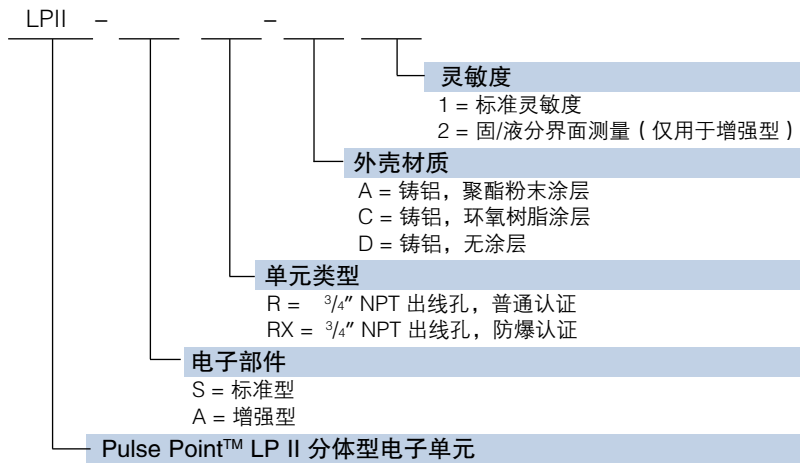 LPII –          –
灵敏度
1 = 标准灵敏度
2 = 固/液分界面测量(仅用于增强型)
外壳材质
A = 铸铝，聚酯粉末涂层
C = 铸铝，环氧树脂涂层
D = 铸铝，无涂层
单元类型
R = 3/4″ NPT 出线孔，普通认证
RX = 3/4″ NPT 出线孔，防爆认证
电子部件
S = 标准型
A = 增强型
Pulse Point™ LP II 分体型电子单元